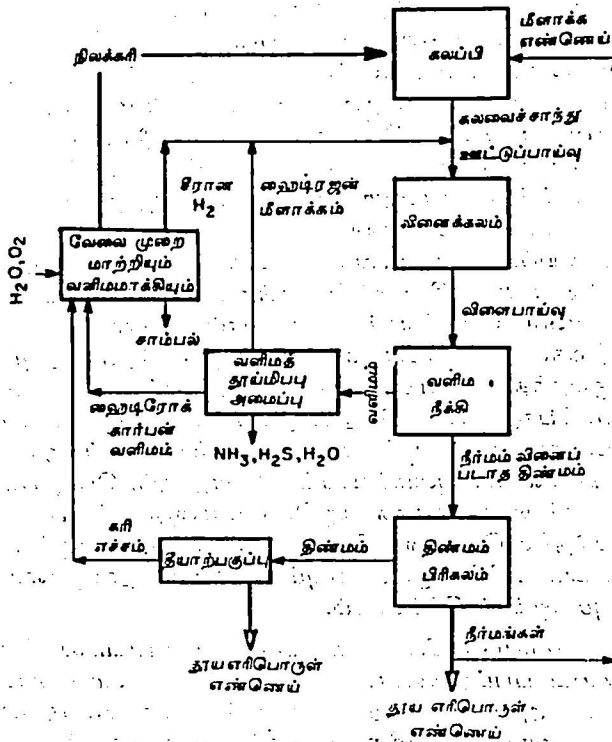 மீளாக்க
எண்ணெய்
நிலக்கரி
கலப்பி
கலவைச்சாந்து
ஊட்டுப்பாய்வு
சீரான
H2
ஹைடிரஜன்
மீளாக்கம்
வினைக்கலம்
வேலை முறை
மாற்றியும்
வளிமமாக்கியும்
H2O,O2
விளைபாய்வு
சாம்பல்
வளிமத்
தூய்மிப்பு
அமைப்பு
வளிமம்
வளிம
நீக்கி
ஹைடிரோக்
கார்பன்
வளிமம்
NH3,H2S,H2O
நீர்மம் வினைப்
படாத திண்மம்
கரி
எச்சம்
தீயாற்பகுப்பு
திண்மம்
திண்மம்
பிரிகலம்
நீர்மங்கள்
தூய எரிபொருள்
எண்ணெய்
தூய எரிபொருள்
எண்ணெய்